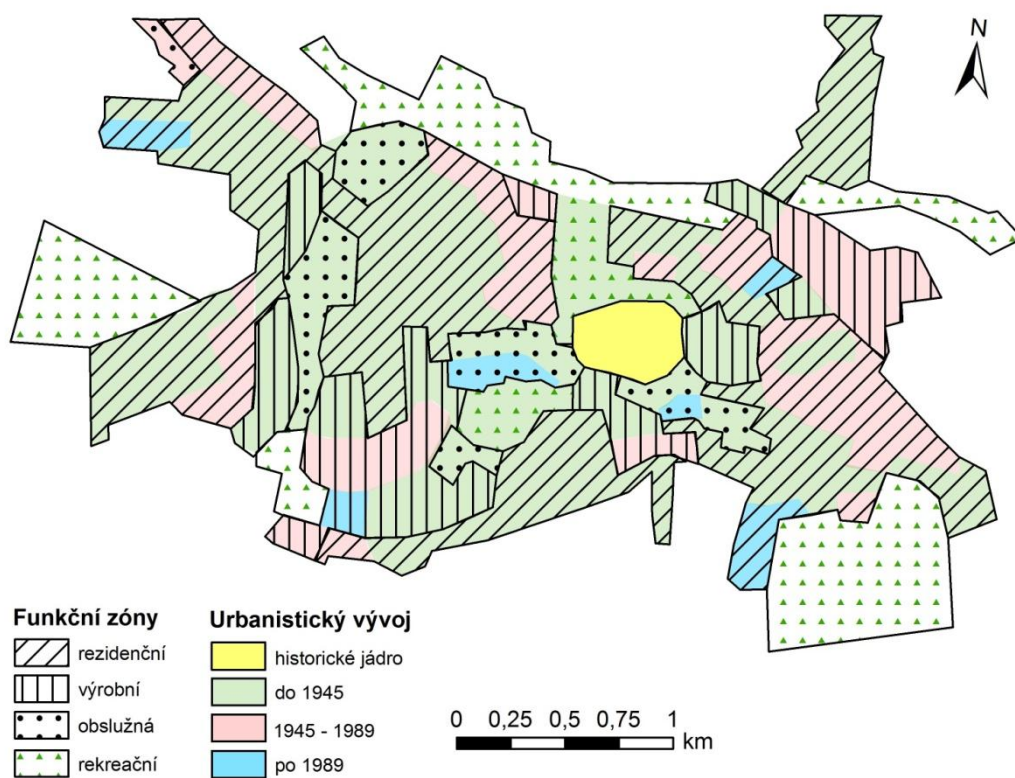 N
Funkční zóny
rezidenční
výrobní
obslužná
rekreační
Urbanistický vývoj
historické jádro
do 1945
1945 - 1989
po 1989
0 0,25 0,5 0,75 1
km